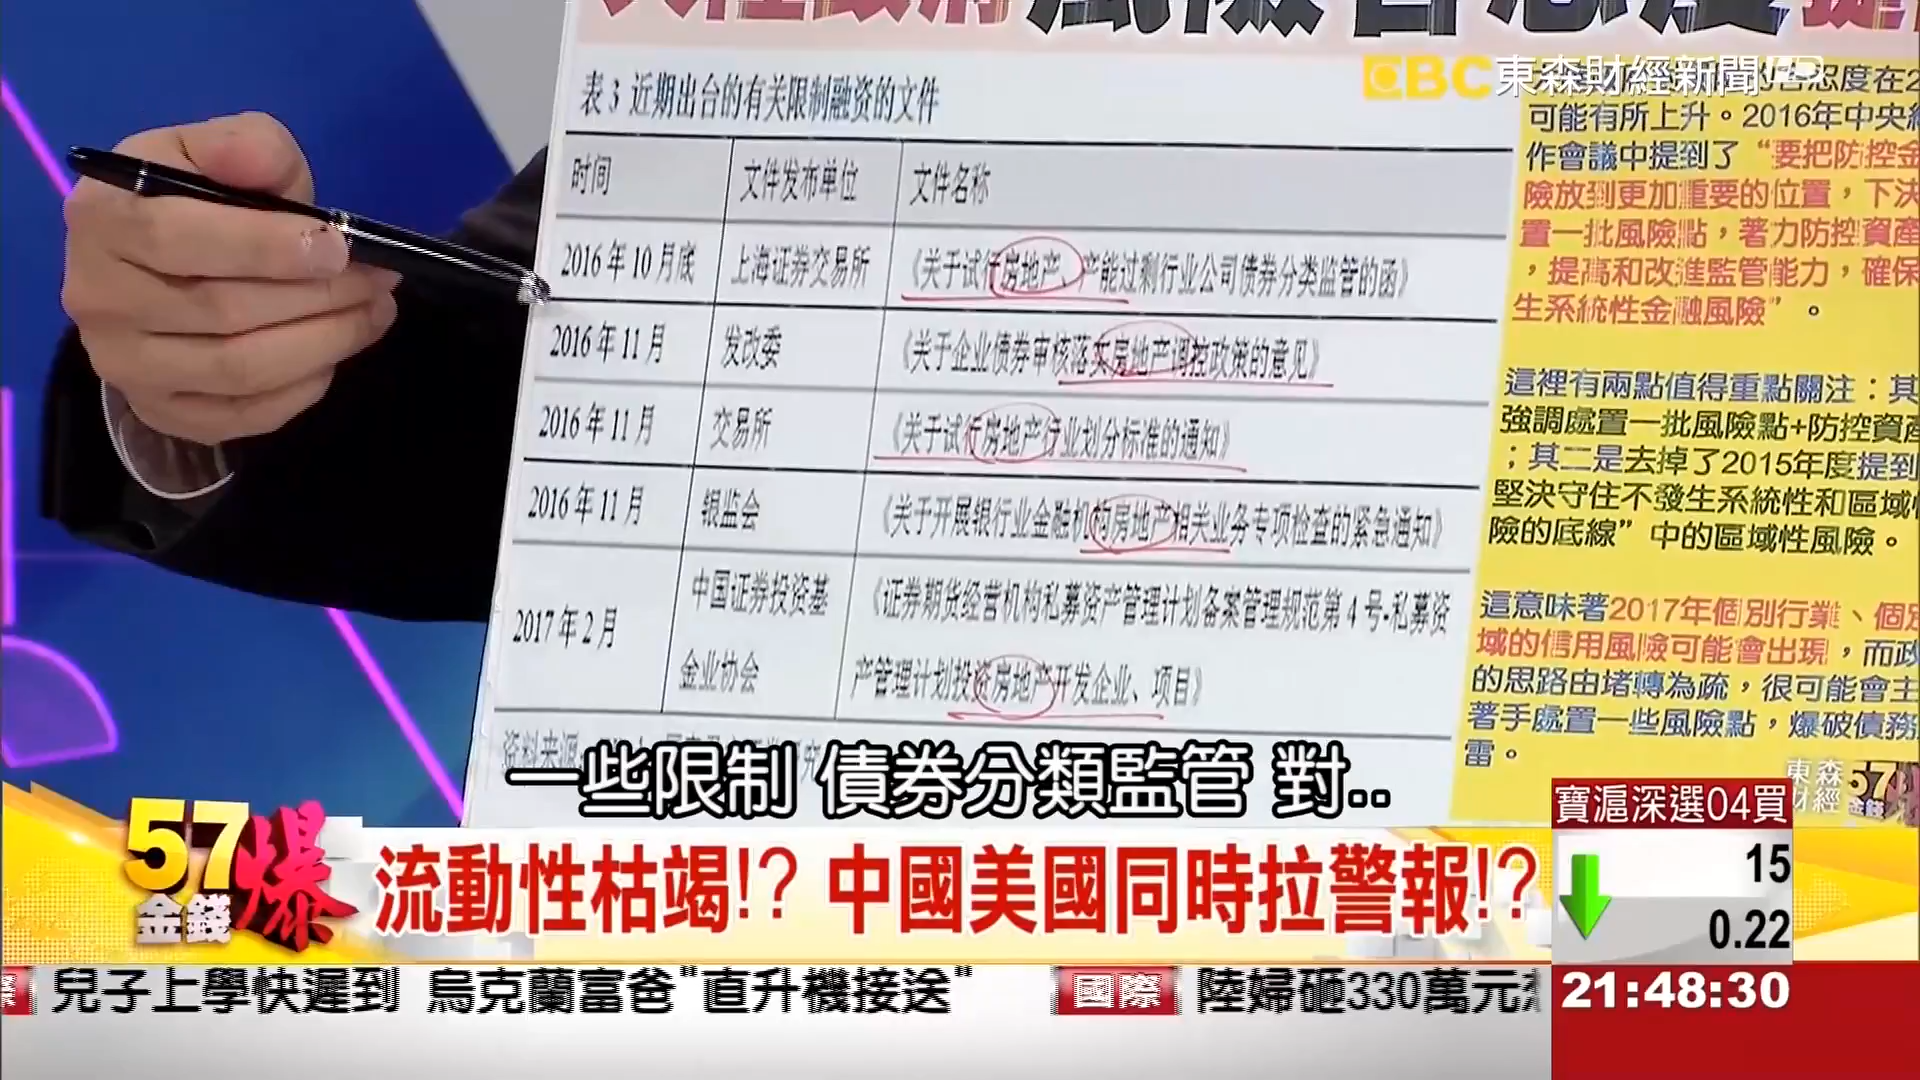 EBC東森財經新聞
表3 近期出台的有关限制融资的文件
时间 文件发布单位 文件名称
2016年10月底 上海证券交易所 《关于试行房地产、产能过剩行业公司债券分类监管的函》
2016年11月 发改委 《关于企业债券审核落实房地产调控政策的意见》
2016年11月 交易所 《关于试行房地产行业划分标准的通知》
2016年11月 银监会 《关于开展银行业金融机构房地产相关业务专项检查的紧急通知》
2017年2月 中国证券投资基金业协会 《证券期货经营机构私募资产管理计划备案管理规范第4号-私募资
产管理计划投资房地产开发企业、项目》
资料来源
容忍度在2
可能有所上升。2016年中央經
作會議中提到了“要把防控金
險放到更加重要的位置，下決
置一批風險點，著力防控資產
，提高和改進監管能力，確保
生系統性金融風險”。
這裡有兩點值得重點關注：其
強調處置一批風險點+防控資產
；其二是去掉了2015年度提到
堅決守住不發生系統性和區域性
險的底線”中的區域性風險。
這意味著2017年個別行業、個別
域的信用風險可能會出現，而政
的思路由堵轉為疏，很可能會主
著手處置一些風險點，爆破債務
雷。
一些限制 債券分類監管 對..
東森財經
57金錢爆
57金錢爆
流動性枯竭!? 中國美國同時拉警報!?
寶滬深選04買
15
0.22
兒子上學快遲到 烏克蘭富爸"直升機接送"
國際 陸婦砸330萬元
21:48:30